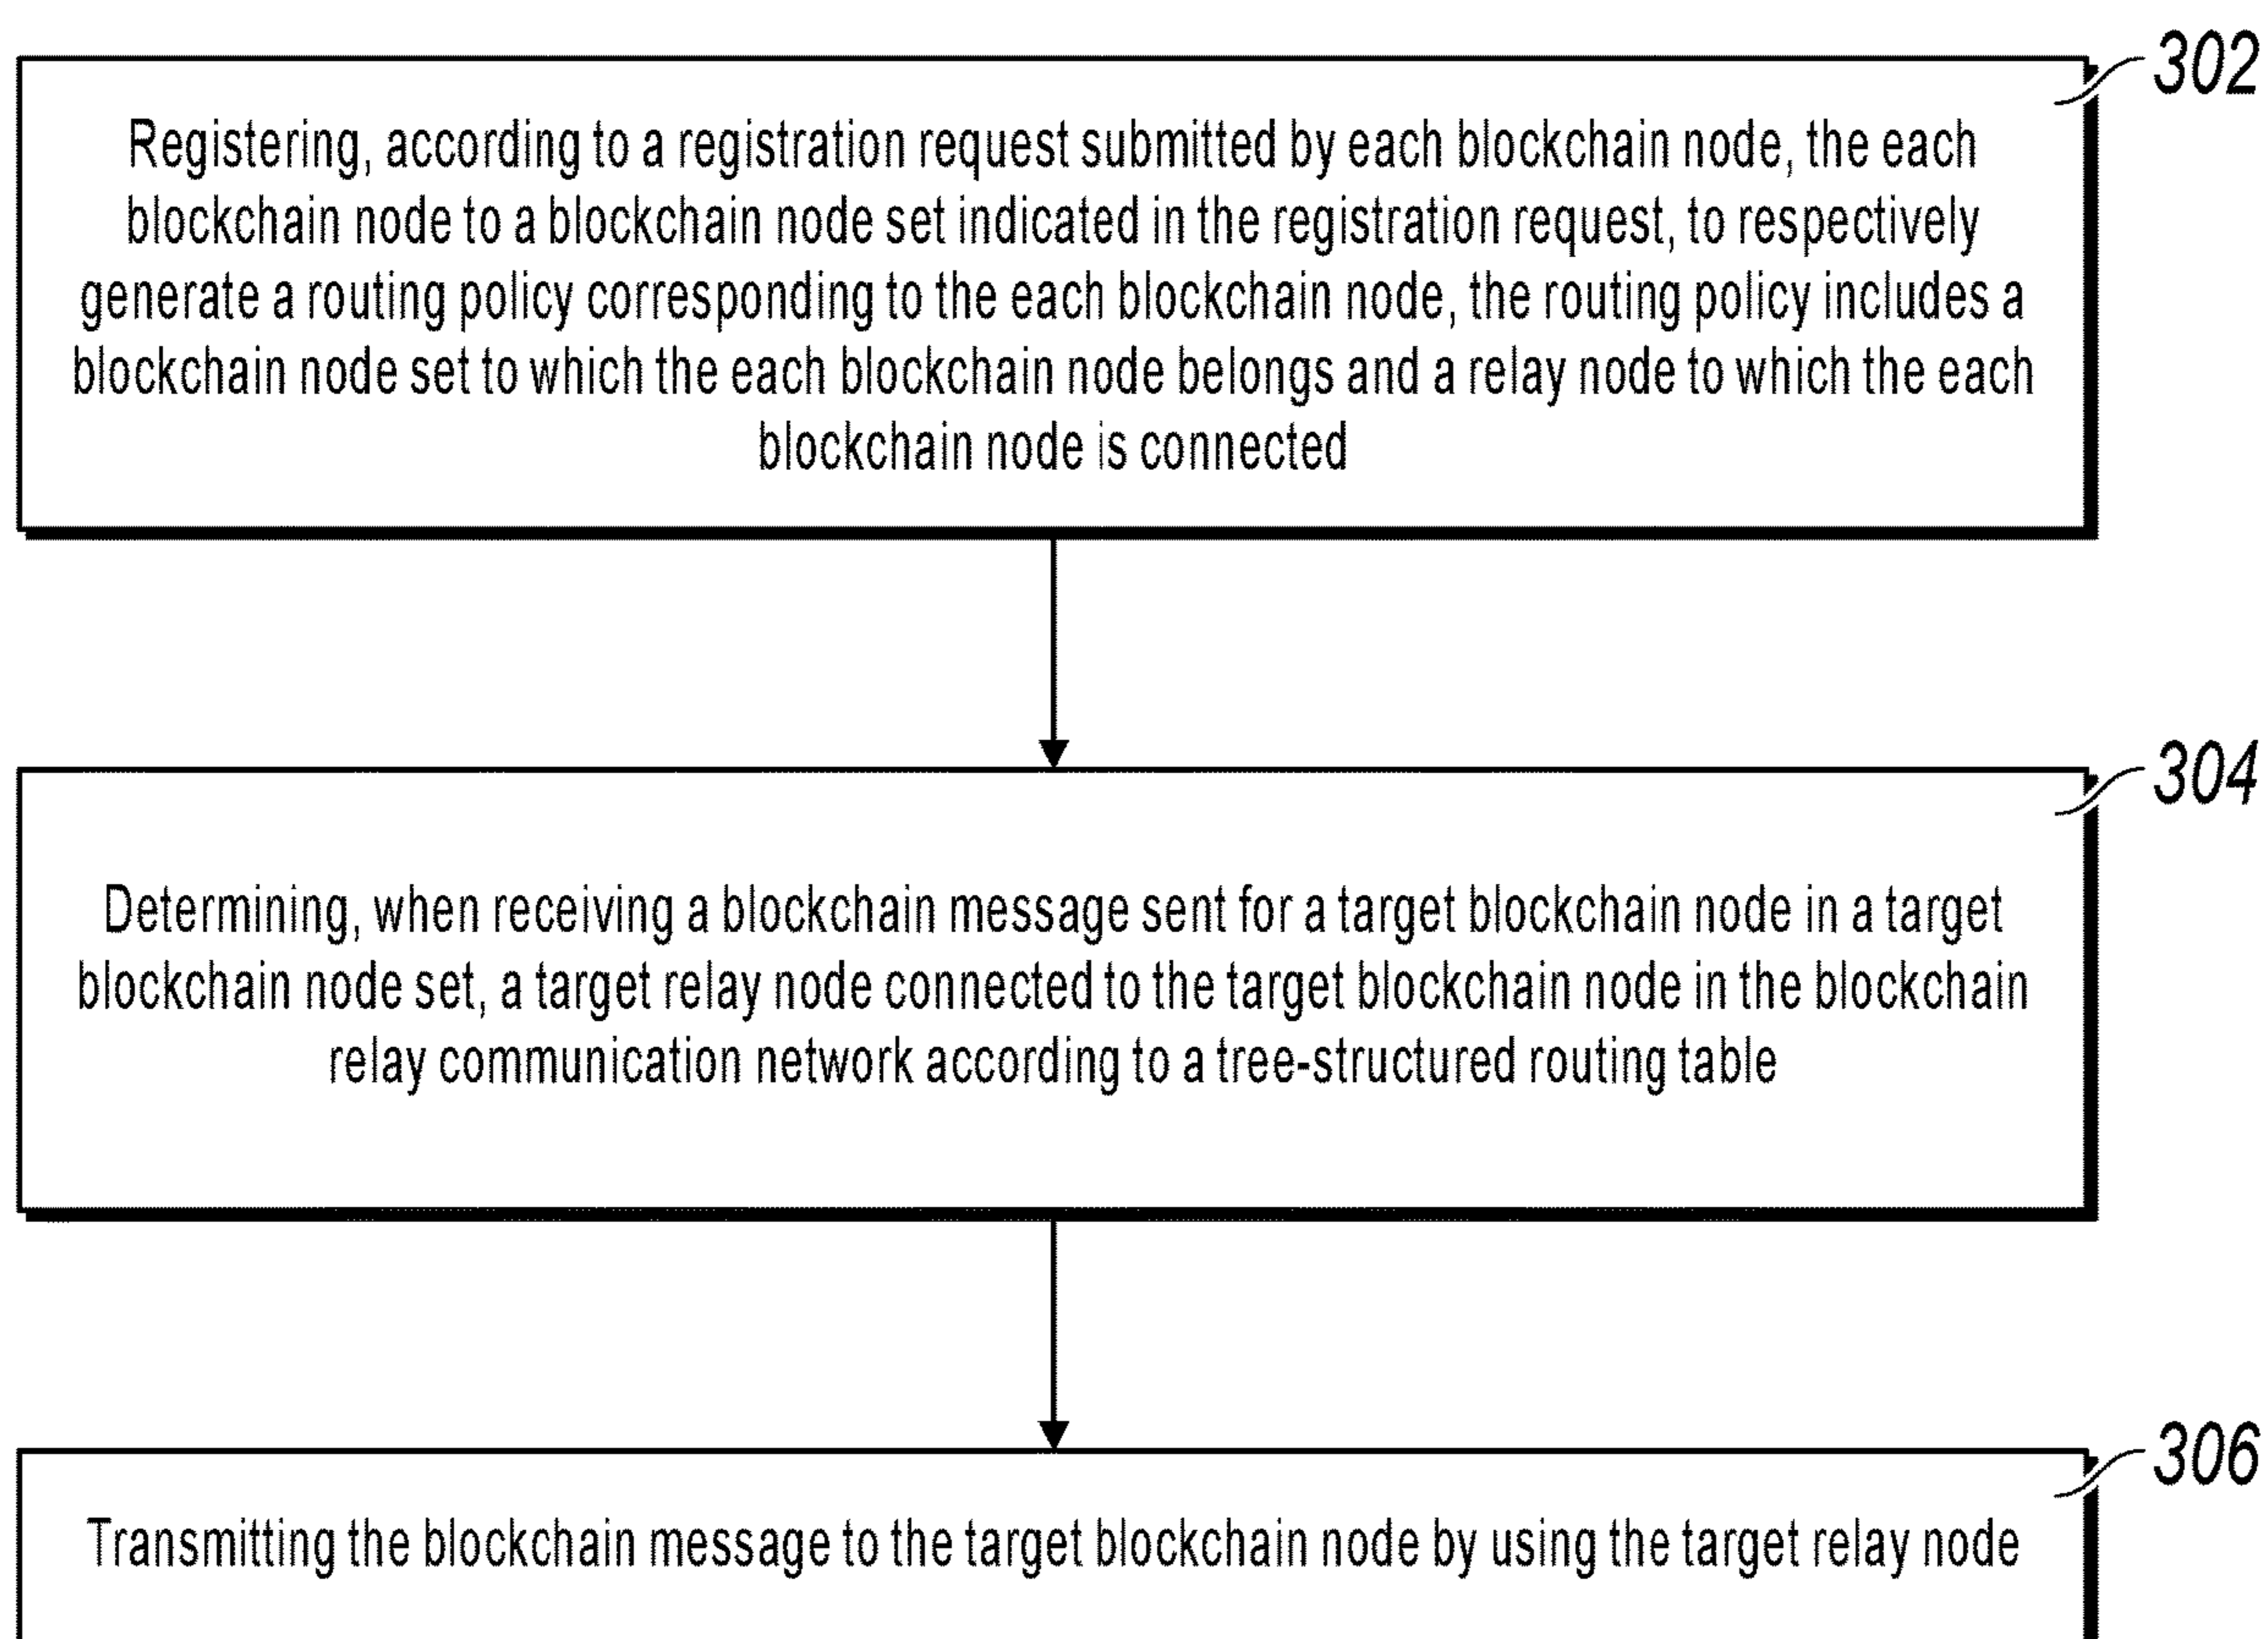 302
Registering, according to a registration request submitted by each blockchain node, the each
blockchain node to a blockchain node set indicated in the registration request, to respectively
generate a routing policy corresponding to the each blockchain node, the routing policy includes a
blockchain node set to which the each blockchain node belongs and a relay node to which the each
blockchain node is connected
304
Determining, when receiving a blockchain message sent for a target blockchain node in a target
blockchain node set, a target relay node connected to the target blockchain node in the blockchain
relay communication network according to a tree-structured routing table
306
Transmitting the blockchain message to the target blockchain node by using the target relay node